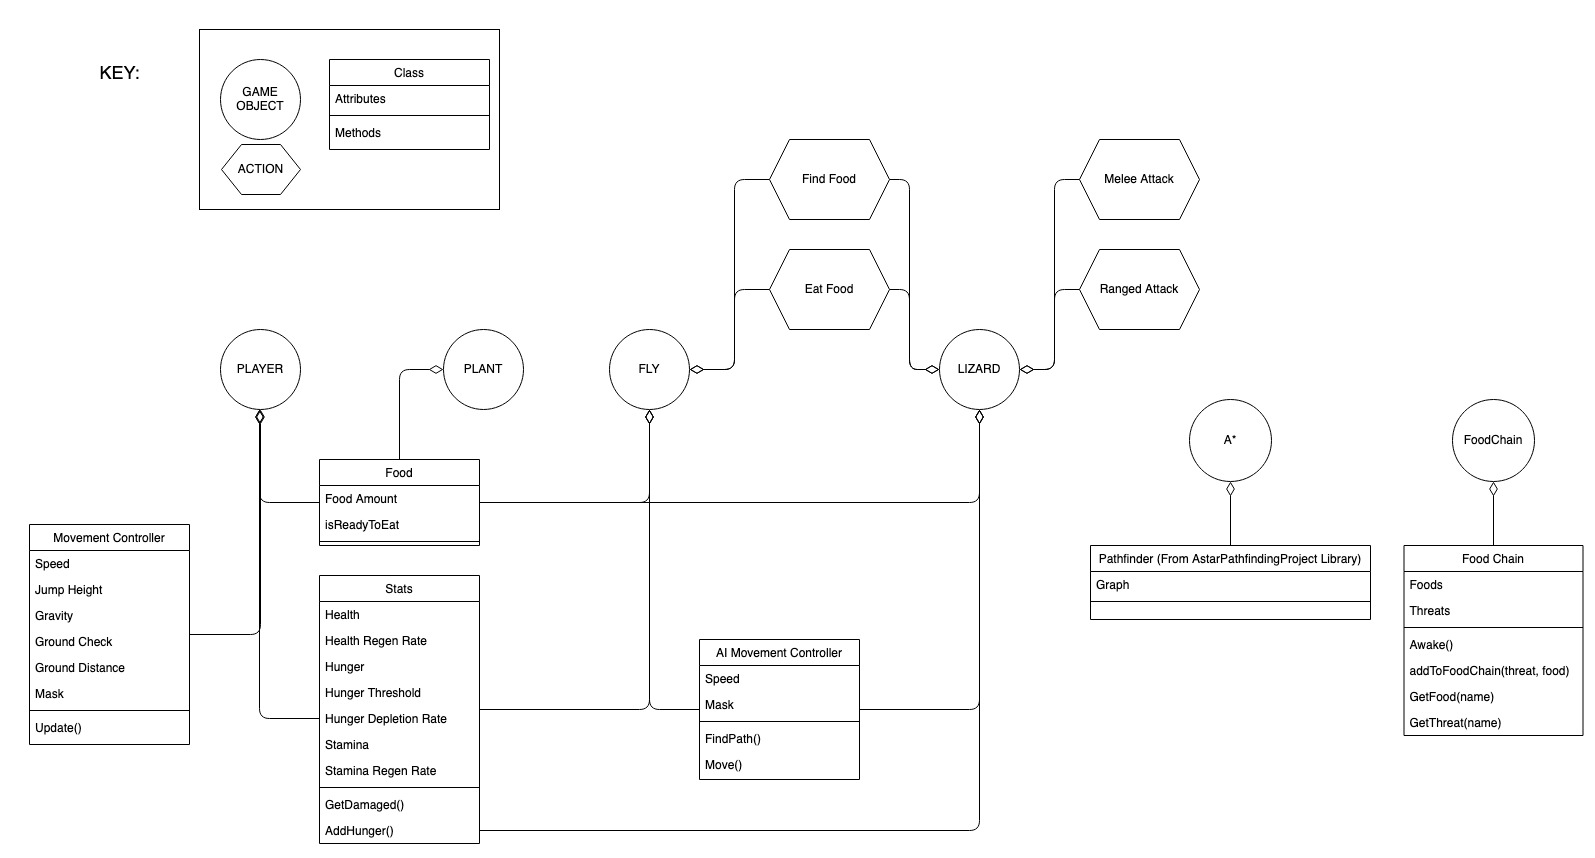 KEY:
GAME
OBJECT
ACTION
Class
Attributes
Methods
Find Food
Melee Attack
Eat Food
Ranged Attack
PLAYER
PLANT
FLY
LIZARD
A*
FoodChain
Food
Food Amount
isReadyToEat
Movement Controller
Speed
Jump Height
Gravity
Ground Check
Ground Distance
Mask
Update()
Stats
Health
Health Regen Rate
Hunger
Hunger Threshold
Hunger Depletion Rate
Stamina
Stamina Regen Rate
GetDamaged()
AddHunger()
AI Movement Controller
Speed
Mask
FindPath()
Move()
Pathfinder (From AstarPathfindingProject Library)
Graph
Food Chain
Foods
Threats
Awake()
addToFoodChain(threat, food)
GetFood(name)
GetThreat(name)